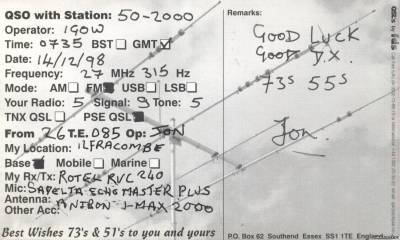 QSO with Station: 50-2000
Operator: IGOW
Time: 0735 BST GMT
Date: 14/12/98
Frequency: 27 MHz 315 Hz
Mode: AM FM USB LSB
Your Radio: 5 Signal: 9 Tone: 5
TNX QSL PSE QSL
From 26 T.E. 085 Op: JON
My Location: ILFRACOMBE
Base Mobile Marine
My Rx/Tx: ROTEL RVC 240
Mic: SADELTA ECHO MASTER PLUS
Antenna:
Other Acc: ANTRON - J-MAX 2000
Best Wishes 73's & 51's to you and yours
Remarks:
GOOD LUCK
GOOD D.X.
73s 55s
Jon.
P.O. Box 62 Southend Essex SS1 1TE England